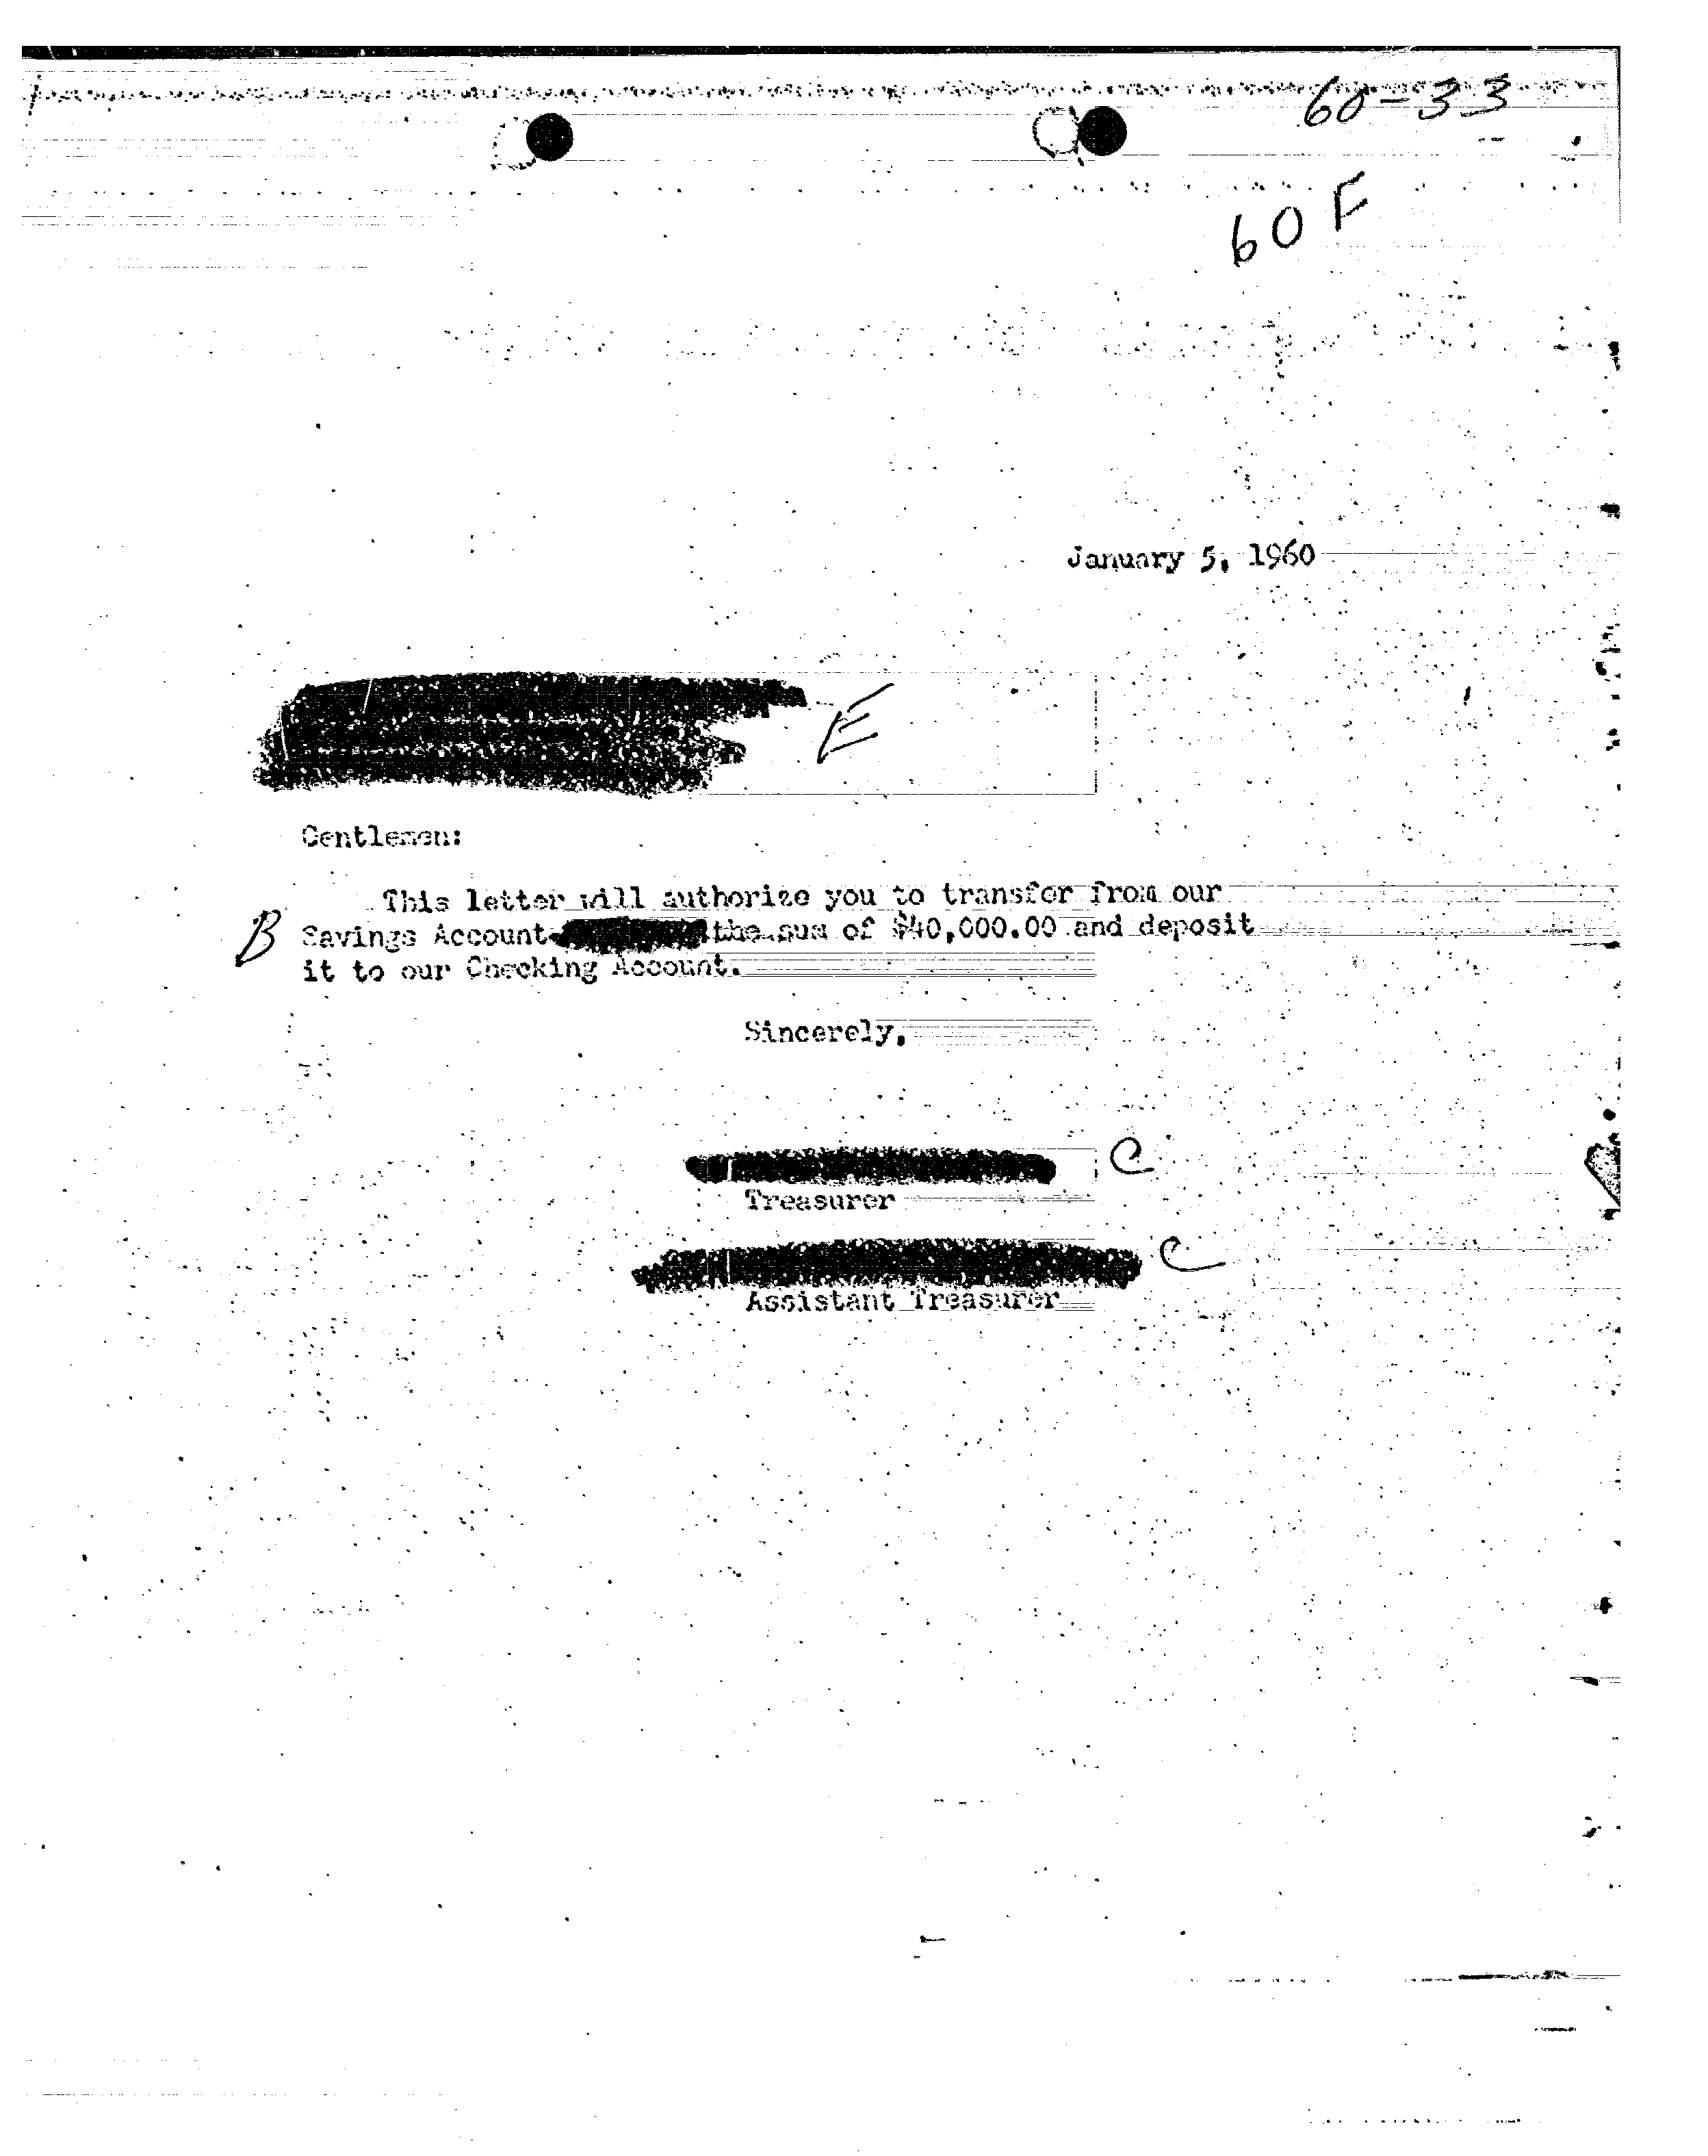 60-33
60 F
January 5, 1960
E
Gentlemen:
This letter will authorize you to transfer from our
B Savings Account the sum of $40,000.00 and deposit
it to our Checking Account.
Sincerely,
C
Treasurer
C
Assistant Treasurer